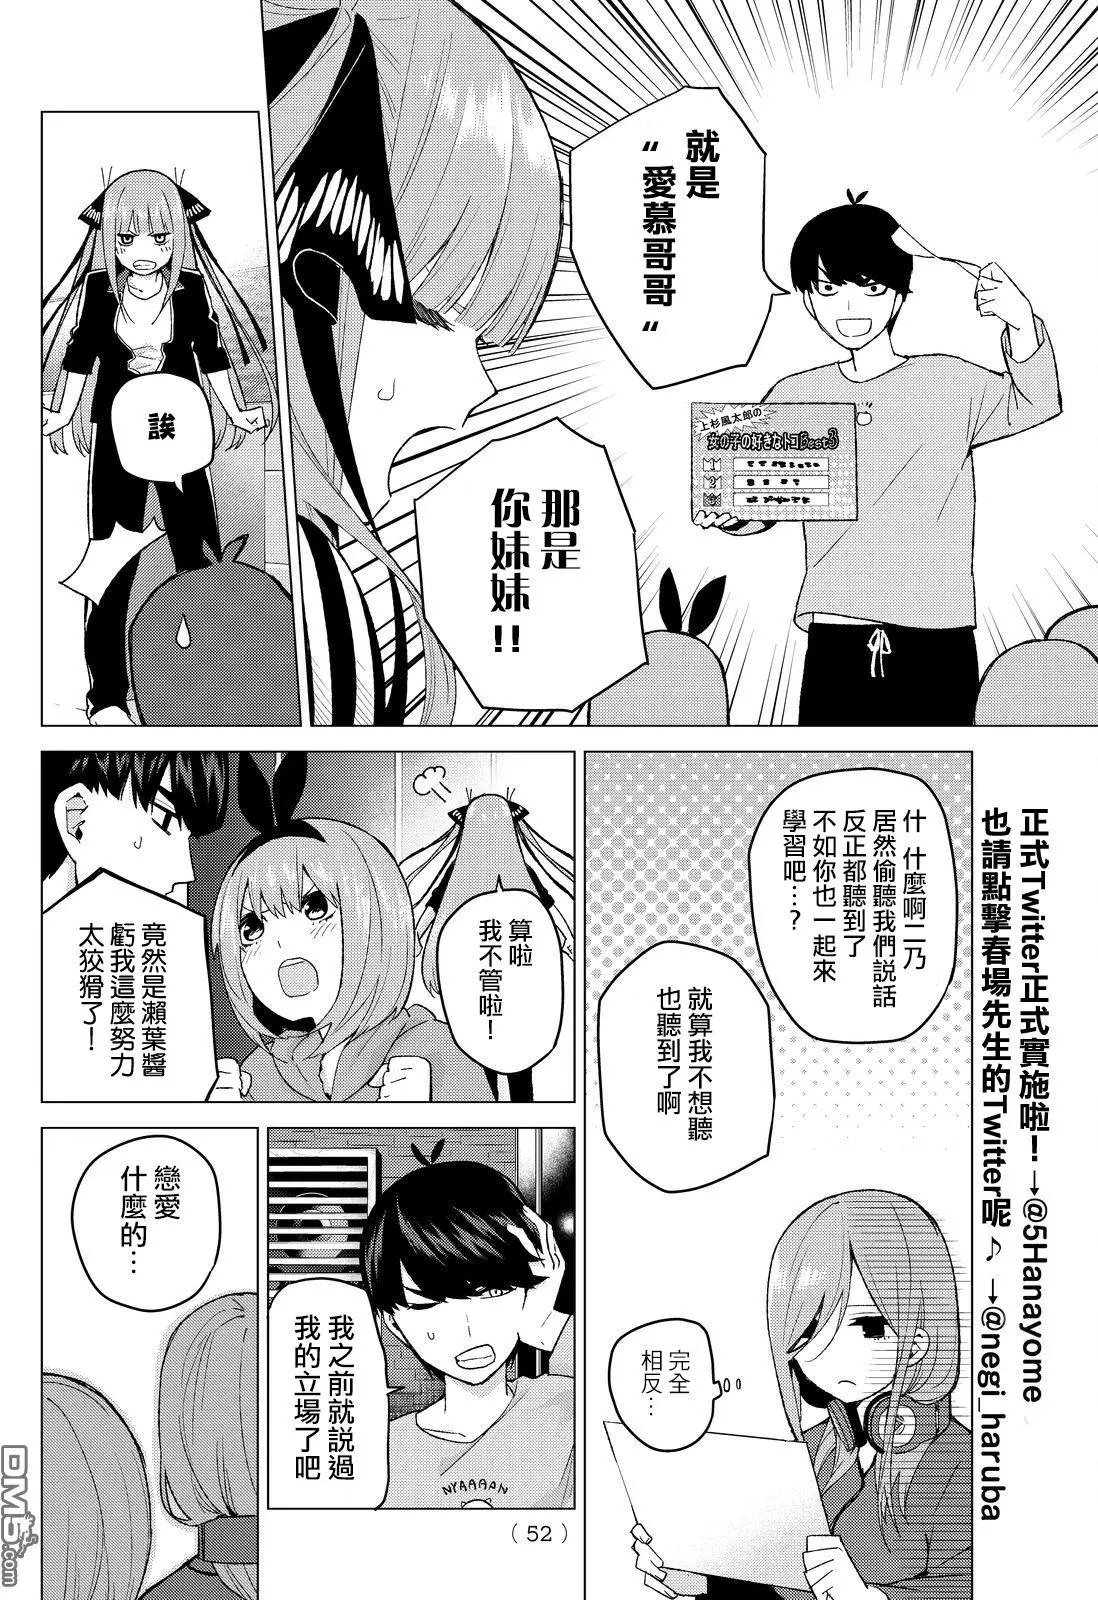 就是
“愛慕哥哥”
上杉風太郎の
女の子の好きなトコBest3
1
2
3
那是
你妹妹!!
誒
什 什麼啊二乃
居然偷聽我們説話
反正都聽到了
不如你也一起來
學習吧…?
就算我不想聽
也聽到了啊
完全
相反…
算啦
我不管啦!
竟然是瀨葉醬
虧我這麼努力
太狡猾了!
我之前就説過
我的立場了吧
NYAAAAN
戀愛
什麼的…
正式Twitter正式實施啦!→@5Hanayome
也請點擊春場先生的Twitter呢♪ →@negi_haruba
(52)
DM5.com